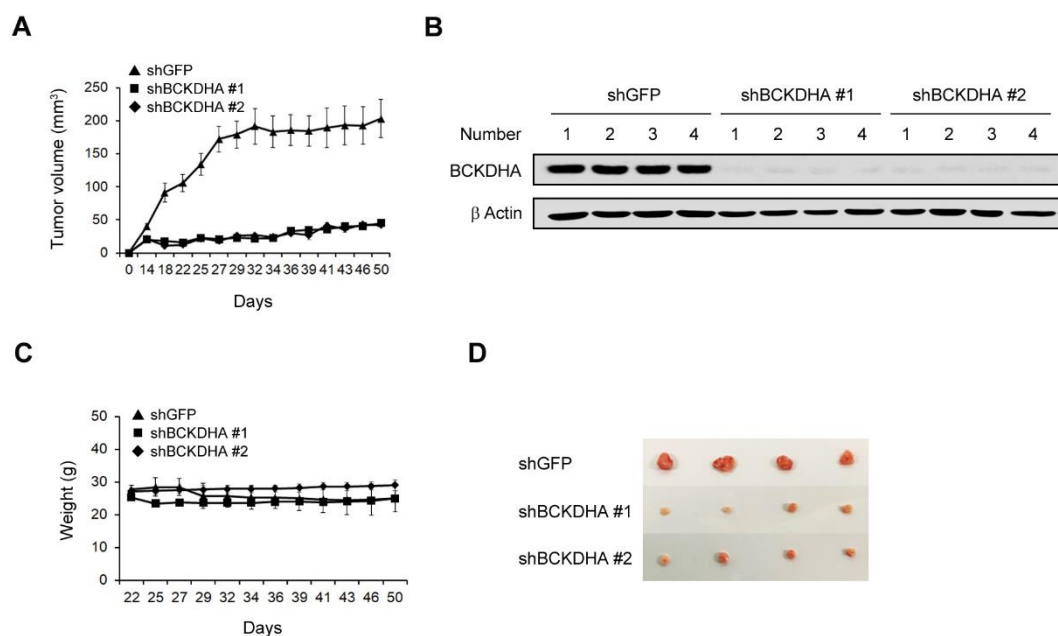 A
shGFP
shBCKDHA #1
shBCKDHA #2
Tumor volume (mm³)
250
200
150
100
50
0
0 14 18 22 25 27 29 32 34 36 39 41 43 46 50
Days
B
shGFP shBCKDHA #1 shBCKDHA #2
Number 1 2 3 4 1 2 3 4 1 2 3 4
BCKDHA
β Actin
C
shGFP
shBCKDHA #1
shBCKDHA #2
Weight (g)
50
40
30
20
10
0
22 25 27 29 32 34 36 39 41 43 46 50
Days
D
shGFP
shBCKDHA #1
shBCKDHA #2